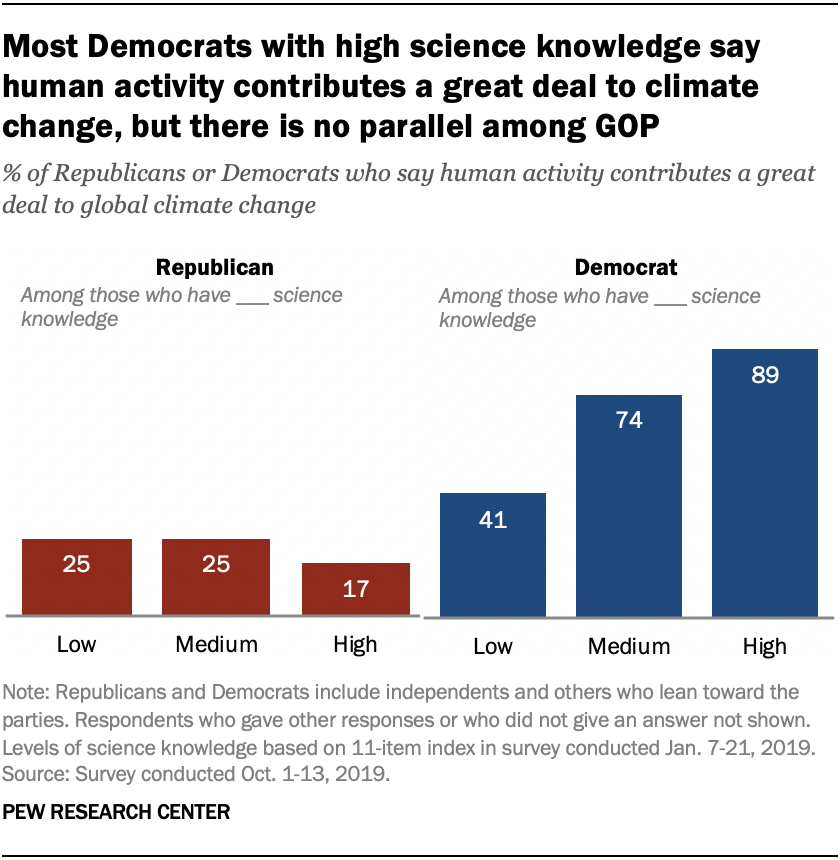 Most Democrats with high science knowledge say
human activity contributes a great deal to climate
change, but there is no parallel among GOP
% of Republicans or Democrats who say human activity contributes a great
deal to global climate change
Republican
Among those who have ___ science
knowledge
25
25
17
Low
Medium
High
Democrat
Among those who have ___ science
knowledge
41
74
89
Low
Medium
High
Note: Republicans and Democrats include independents and others who lean toward the
parties. Respondents who gave other responses or who did not give an answer not shown.
Levels of science knowledge based on 11-item index in survey conducted Jan. 7-21, 2019.
Source: Survey conducted Oct. 1-13, 2019.
PEW RESEARCH CENTER